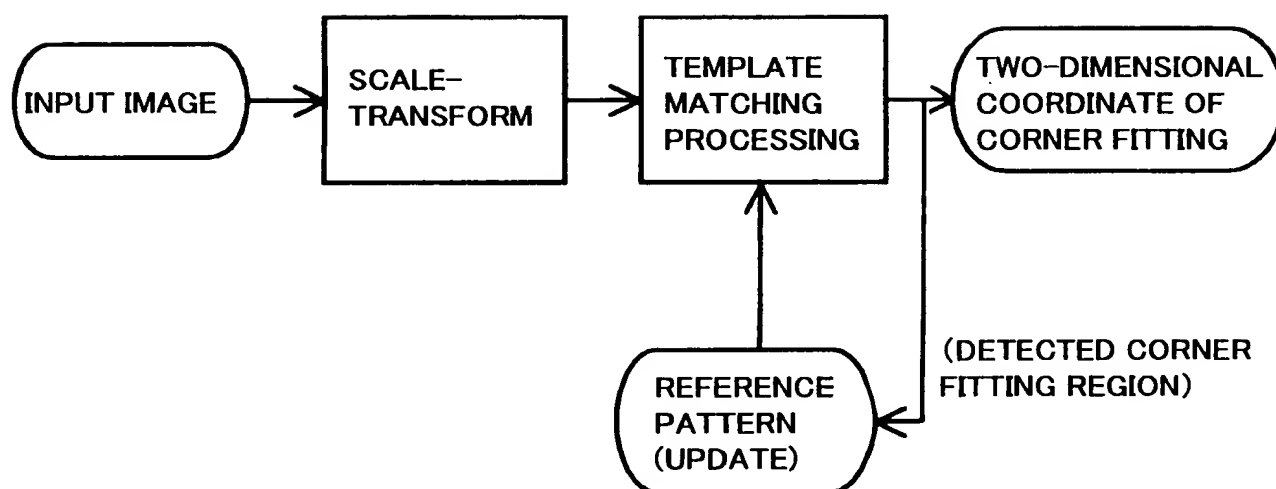 INPUT IMAGE
SCALE-
TRANSFORM
TEMPLATE
MATCHING
PROCESSING
TWO-DIMENSIONAL
COORDINATE OF
CORNER FITTING
(DETECTED CORNER
FITTING REGION)
REFERENCE
PATTERN
(UPDATE)